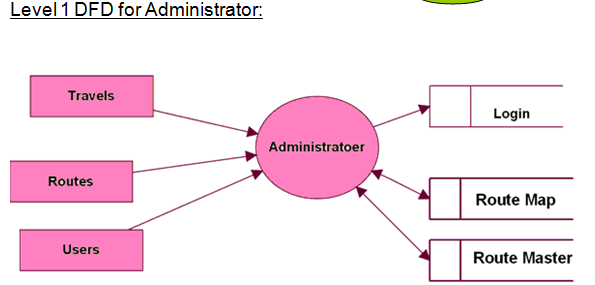 Level 1 DFD for Administrator:
Travels
Login
Administratoer
Routes
Route Map
Users
Route Master